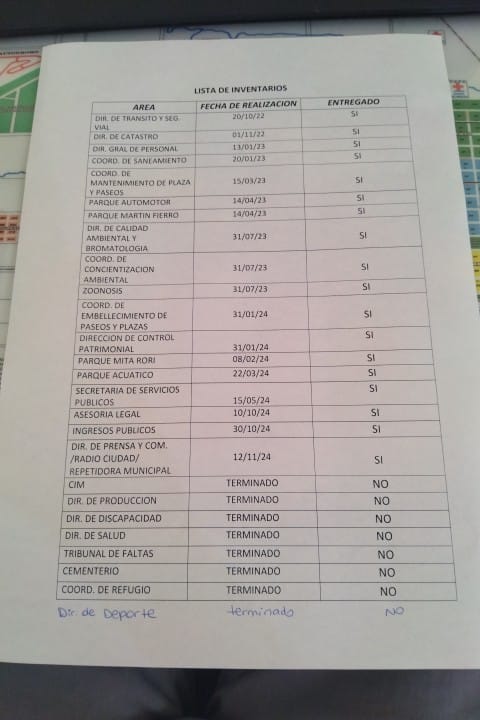 LISTA DE INVENTARIOS
AREA FECHA DE REALIZACION ENTREGADO
DIR. DE TRANSITO Y SEG. 20/10/22 SI
VIAL
DIR. DE CATASTRO 01/11/22 SI
DIR. GRAL DE PERSONAL 13/01/23 SI
COORD. DE SANEAMIENTO 20/01/23 SI
COORD. DE
MANTENIMIENTO DE PLAZA 15/03/23 SI
Y PASEOS
PARQUE AUTOMOTOR 14/04/23 SI
PARQUE MARTIN FIERRO 14/04/23 SI
DIR. DE CALIDAD
AMBIENTAL Y 31/07/23 SI
BROMATOLOGIA
COORD. DE
CONCIENTIZACION 31/07/23 SI
AMBIENTAL
ZOONOSIS 31/07/23 SI
COORD. DE
EMBELLECIMIENTO DE 31/01/24 SI
PASEOS Y PLAZAS
DIRECCION DE CONTROL SI
PATRIMONIAL 31/01/24
PARQUE MITA RORI 08/02/24 SI
PARQUE ACUATICO 22/03/24 SI
SECRETARIA DE SERVICIOS SI
PUBLICOS 15/05/24
ASESORIA LEGAL 10/10/24 SI
INGRESOS PUBLICOS 30/10/24 SI
DIR. DE PRENSA Y COM.
/RADIO CIUDAD/ 12/11/24 SI
REPETIDORA MUNICIPAL
CIM TERMINADO NO
DIR. DE PRODUCCION TERMINADO NO
DIR. DE DISCAPACIDAD TERMINADO NO
DIR. DE SALUD TERMINADO NO
TRIBUNAL DE FALTAS TERMINADO NO
CEMENTERIO TERMINADO NO
COORD. DE REFUGIO TERMINADO NO
Dir. de Deporte terminado NO